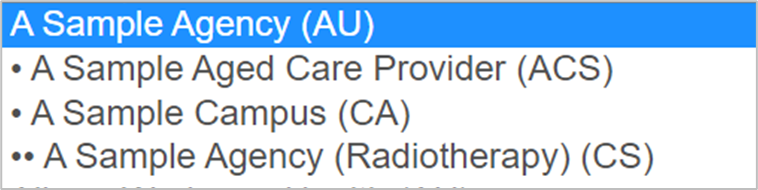 A Sample Agency (AU)
• A Sample Aged Care Provider (ACS)
• A Sample Campus (CA)
•• A Sample Agency (Radiotherapy) (CS)